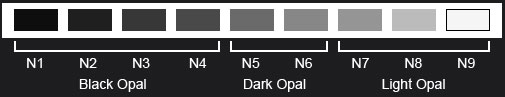 N1 N2 N3 N4 N5 N6 N7 N8 N9
Black Opal Dark Opal Light Opal